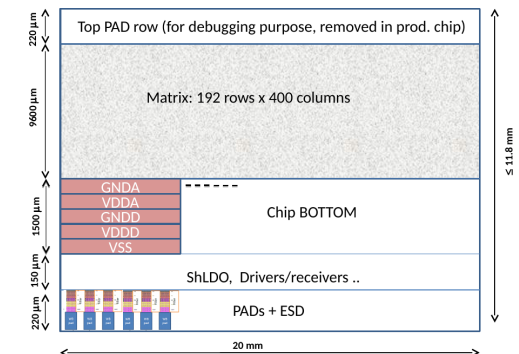 220 µm
Top PAD row (for debugging purpose, removed in prod. chip)
9600 µm
Matrix: 192 rows x 400 columns
≤ 11.8 mm
1500 µm
GNDA
VDDA
GNDD
VDDD
VSS
Chip BOTTOM
150 µm
ShLDO, Drivers/receivers ..
220 µm
PADs + ESD
20 mm